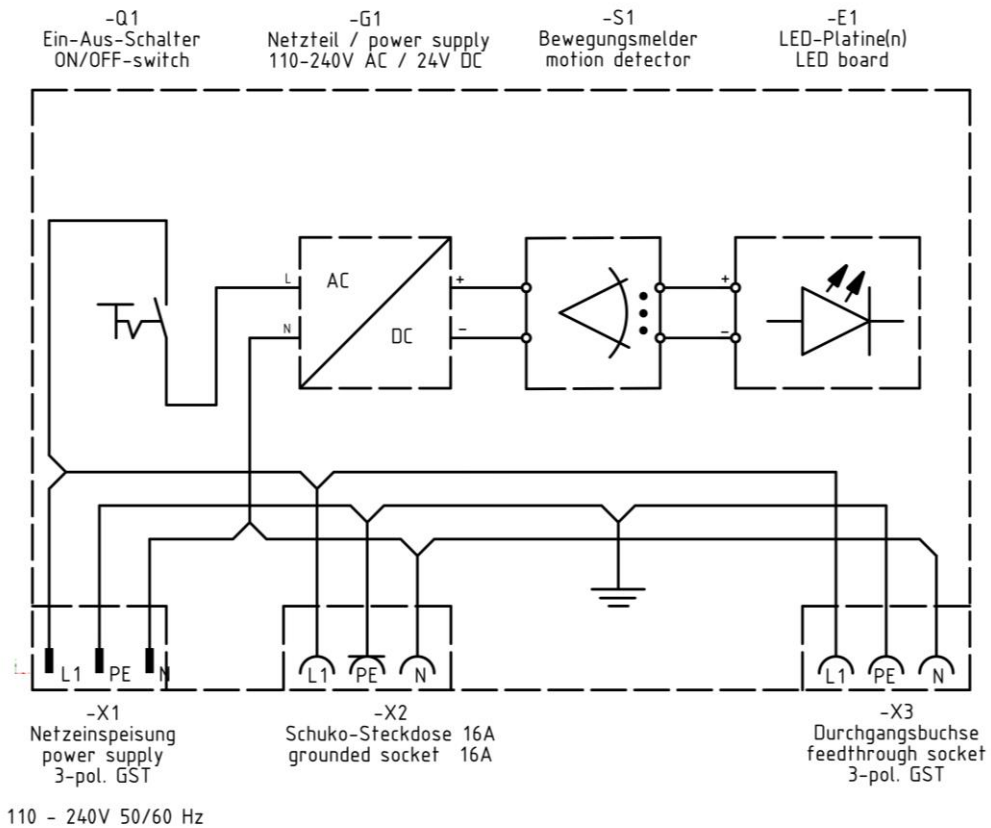 -Q1
Ein-Aus-Schalter
ON/OFF-switch
-G1
Netzteil / power supply
110-240V AC / 24V DC
-S1
Bewegungsmelder
motion detector
-E1
LED-Platine(n)
LED board
L
N
AC
DC
+
-
+
-
L1 PE N
L1 PE N
L1 PE N
-X1
Netzeinspeisung
power supply
3-pol. GST
-X2
Schuko-Steckdose 16A
grounded socket 16A
-X3
Durchgangsbuchse
feedthrough socket
3-pol. GST
110 - 240V 50/60 Hz